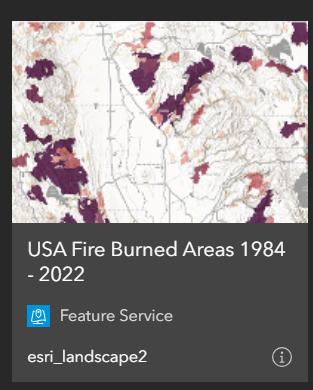 USA Fire Burned Areas 1984
- 2022
Feature Service
esri_landscape2